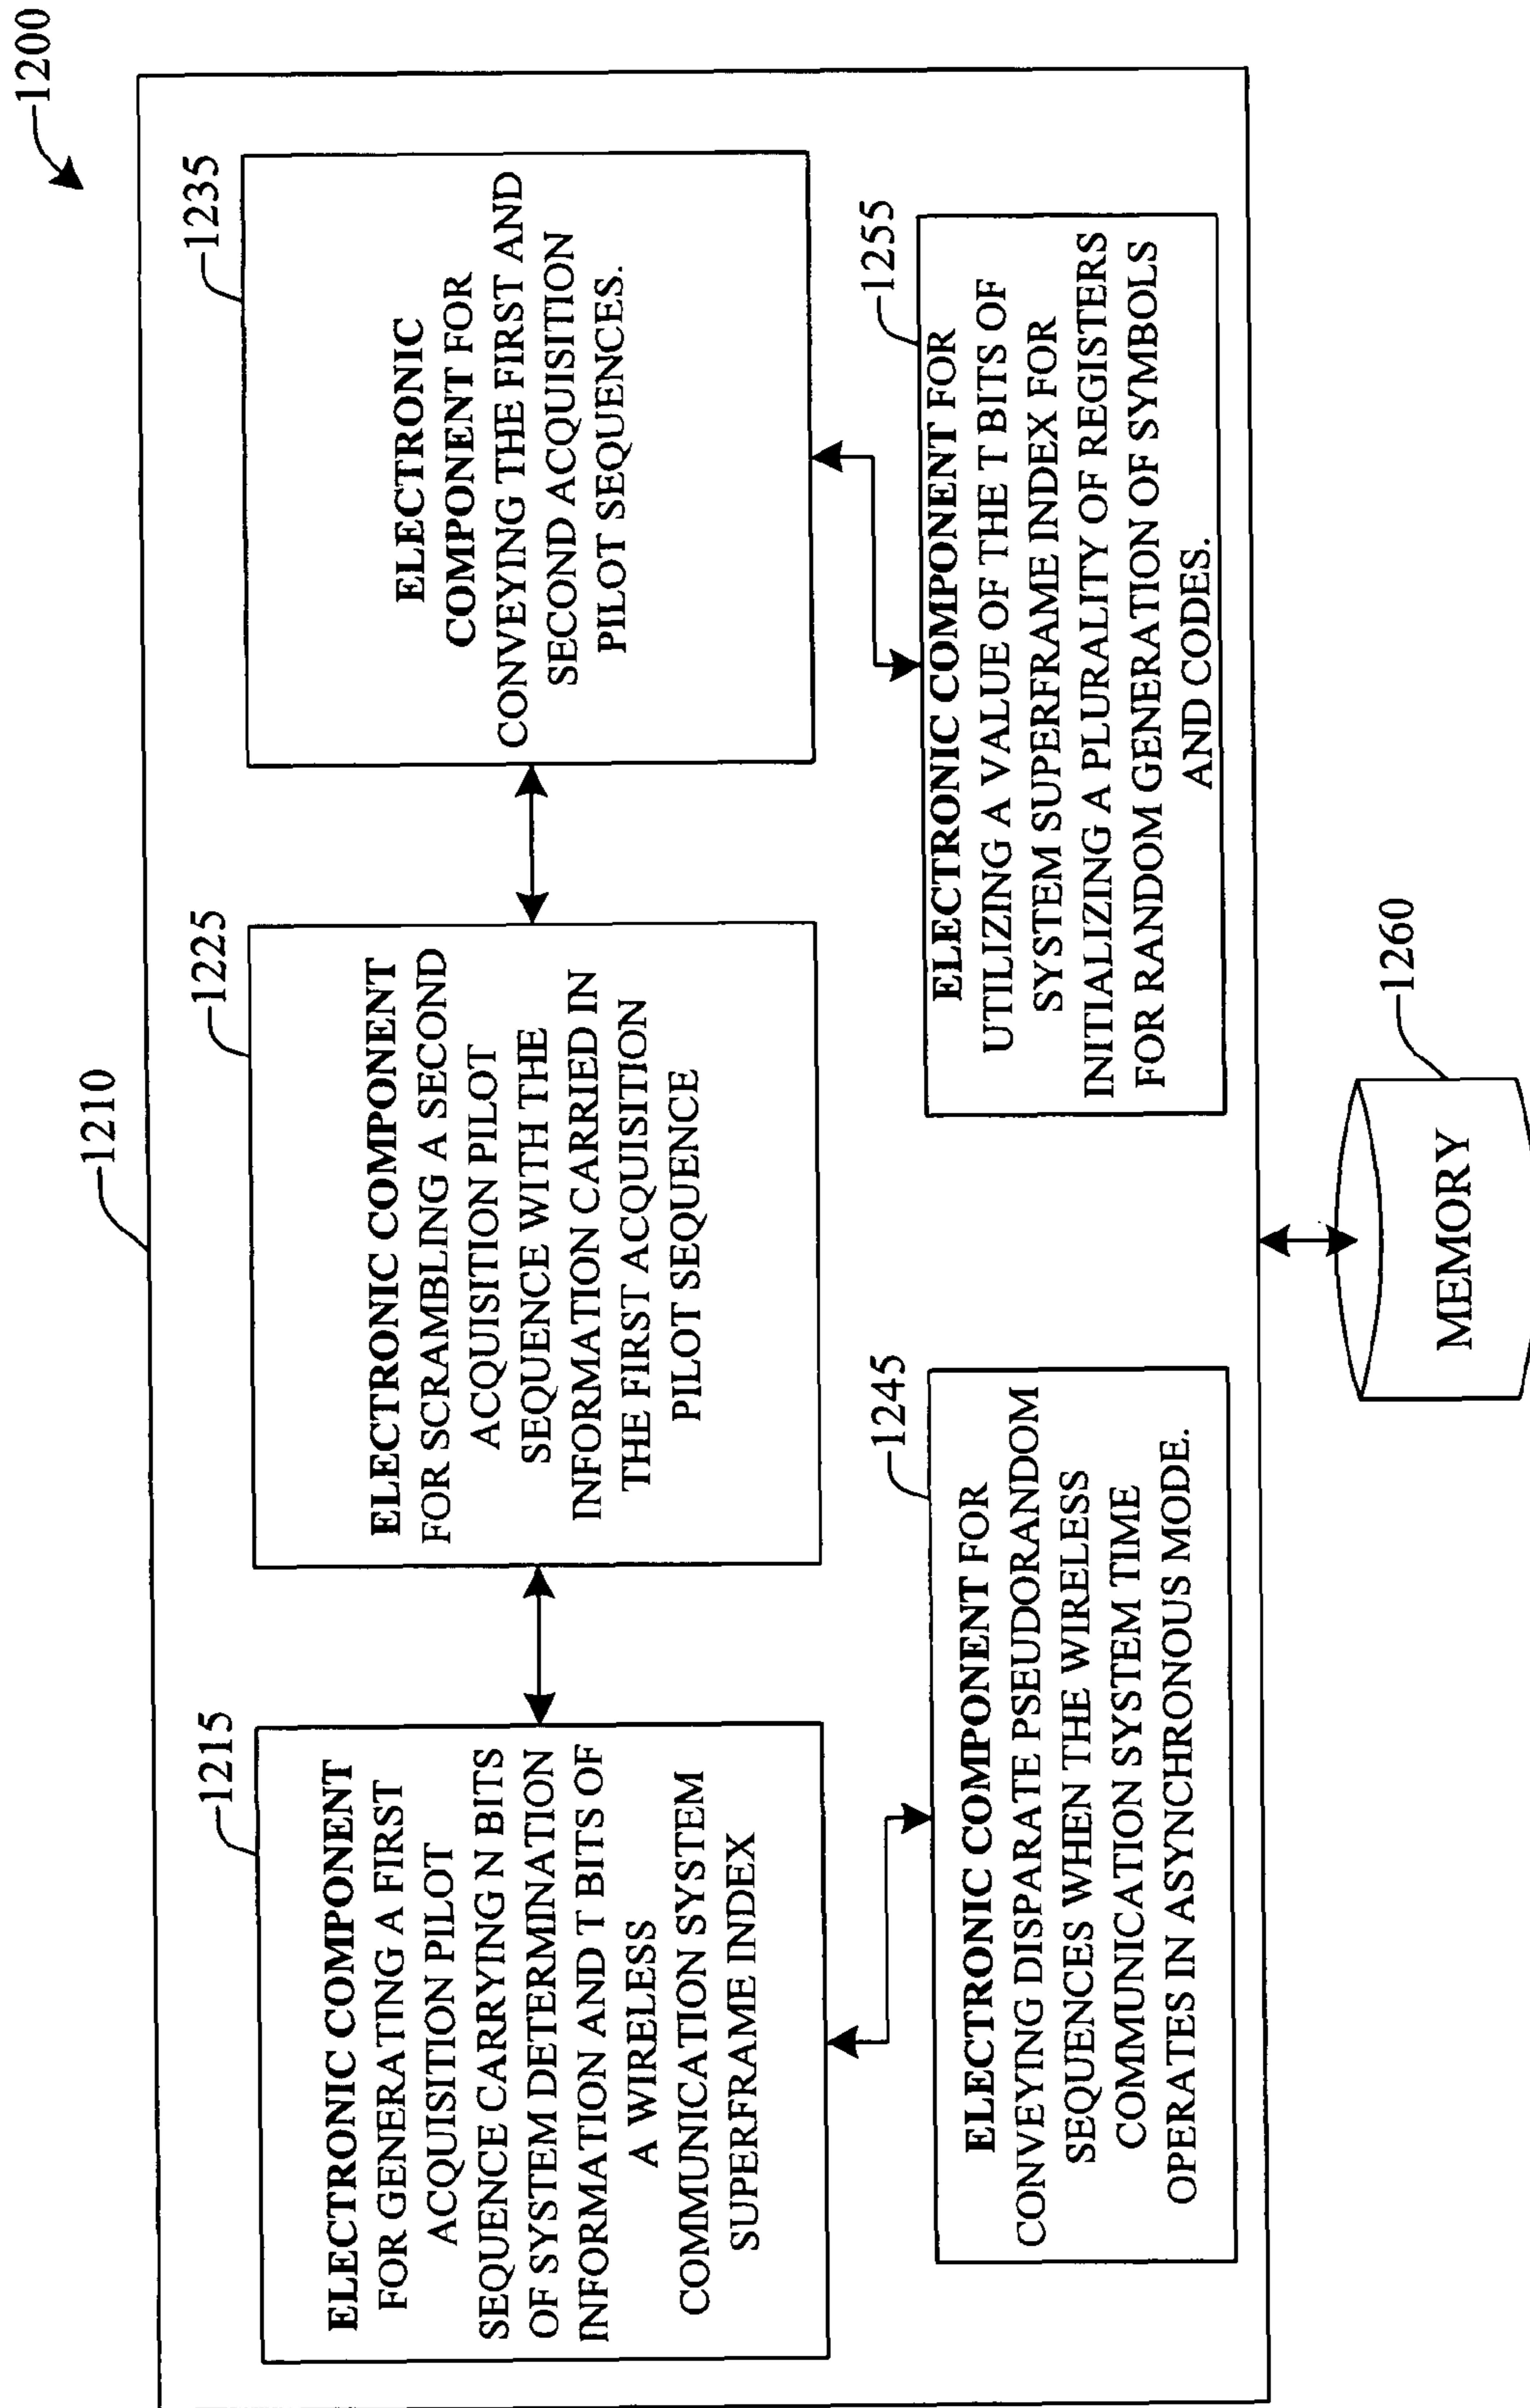 1200
1210
1215
ELECTRONIC COMPONENT
FOR GENERATING A FIRST
ACQUISITION PILOT
SEQUENCE CARRYING N BITS
OF SYSTEM DETERMINATION
INFORMATION AND T BITS OF
A WIRELESS
COMMUNICATION SYSTEM
SUPERFRAME INDEX
1225
ELECTRONIC COMPONENT
FOR SCRAMBLING A SECOND
ACQUISITION PILOT
SEQUENCE WITH THE
INFORMATION CARRIED IN
THE FIRST ACQUISITION
PILOT SEQUENCE
1235
ELECTRONIC
COMPONENT FOR
CONVEYING THE FIRST AND
SECOND ACQUISITION
PILOT SEQUENCES.
1245
ELECTRONIC COMPONENT FOR
CONVEYING DISPARATE PSEUDORANDOM
SEQUENCES WHEN THE WIRELESS
COMMUNICATION SYSTEM TIME
OPERATES IN ASYNCHRONOUS MODE.
1255
ELECTRONIC COMPONENT FOR
UTILIZING A VALUE OF THE T BITS OF
SYSTEM SUPERFRAME INDEX FOR
INITIALIZING A PLURALITY OF REGISTERS
FOR RANDOM GENERATION OF SYMBOLS
AND CODES.
1260
MEMORY